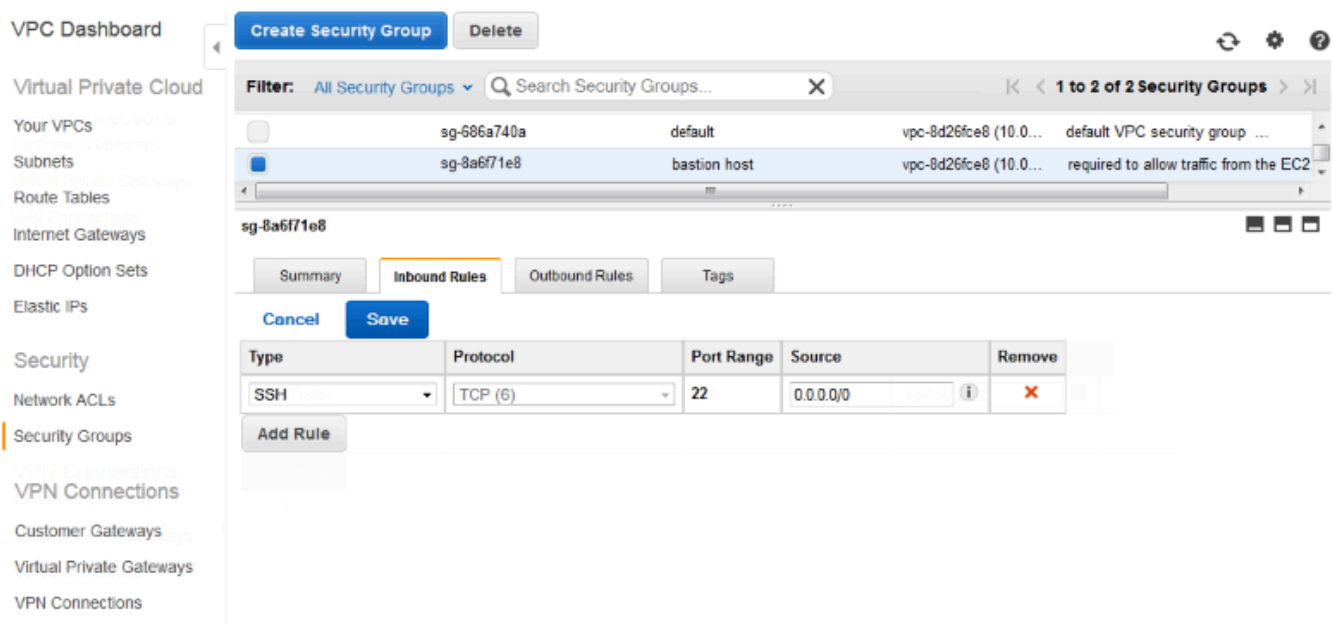 VPC Dashboard
Create Security Group Delete
Virtual Private Cloud
Filter: All Security Groups Search Security Groups... 1 to 2 of 2 Security Groups
Your VPCs
sg-686a740a default vpc-8d26fce8 (10.0... default VPC security group ...
Subnets
sg-8a6f71e8 bastion host vpc-8d26fce8 (10.0... required to allow traffic from the EC2
Route Tables
Internet Gateways
sg-8a6f71e8
DHCP Option Sets
Summary Inbound Rules Outbound Rules Tags
Elastic IPs
Cancel Save
Security
Type Protocol Port Range Source Remove
Network ACLs
SSH TCP (6) 22 0.0.0.0/0
Security Groups
Add Rule
VPN Connections
Customer Gateways
Virtual Private Gateways
VPN Connections